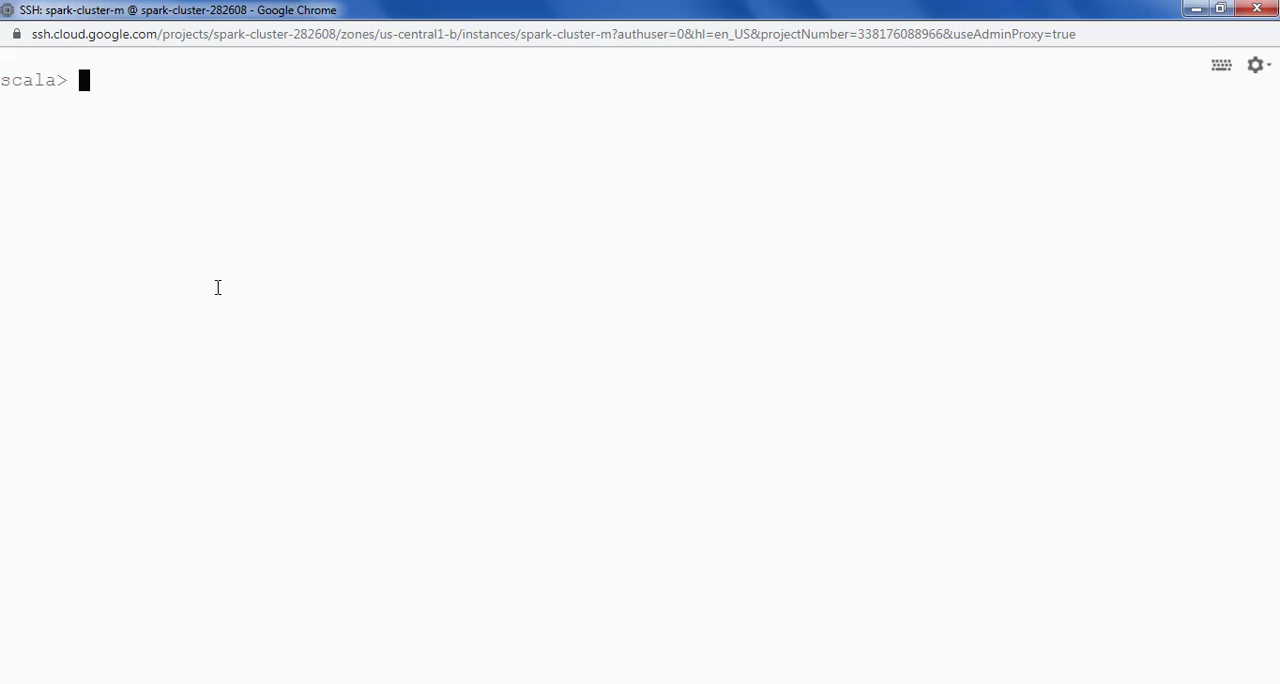 SSH: spark-cluster-m @ spark-cluster-282608 - Google Chrome
ssh.cloud.google.com/projects/spark-cluster-282608/zones/us-central1-b/instances/spark-cluster-m?authuser=0&hl=en_US&projectNumber=338176088966&useAdminProxy=true
scala>